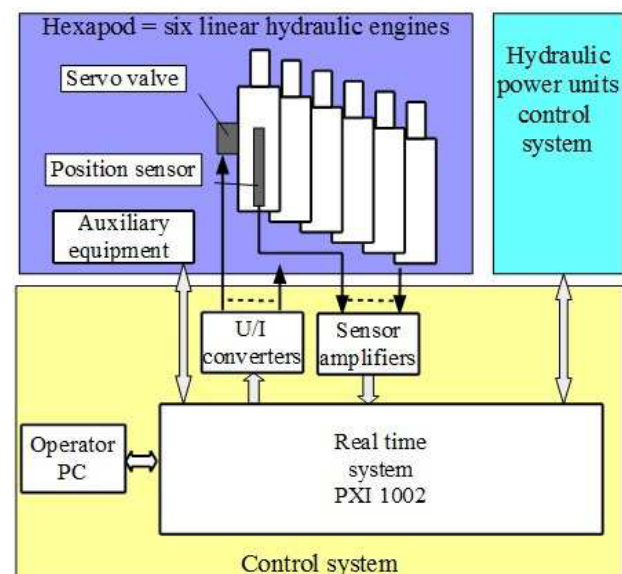 Hexapod = six linear hydraulic engines
Servo valve
Position sensor
Auxiliary
equipment
Hydraulic
power units
control
system
U/I
converters
Sensor
amplifiers
Operator
PC
Real time
system
PXI 1002
Control system